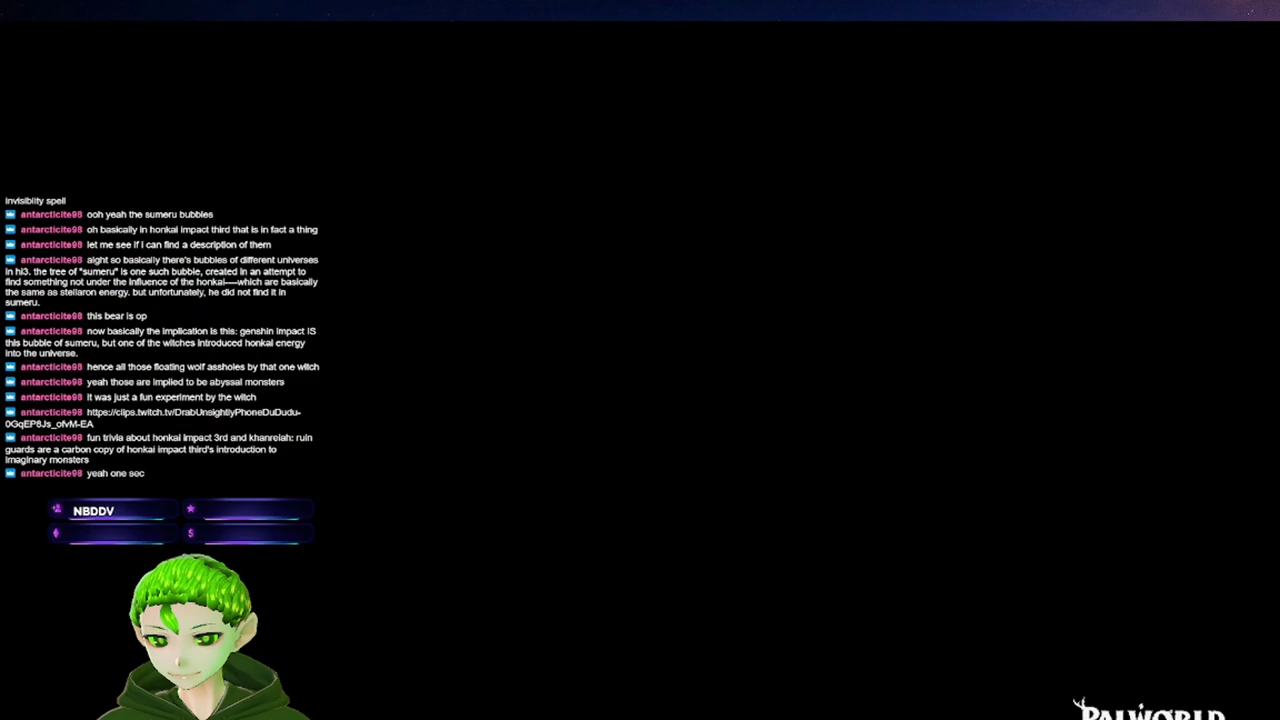 invisibility spell
antarcticite98 ooh yeah the sumeru bubbles
antarcticite98 oh basically in honkai impact third that is in fact a thing
antarcticite98 let me see if i can find a description of them
antarcticite98 aight so basically there's bubbles of different universes
in hi3. the tree of "sumeru" is one such bubble, created in an attempt to
find something not under the influence of the honkai----which are basically
the same as stellaron energy. but unfortunately, he did not find it in
sumeru.
antarcticite98 this bear is op
antarcticite98 now basically the implication is this: genshin impact IS
this bubble of sumeru, but one of the witches introduced honkai energy
into the universe.
antarcticite98 hence all those floating wolf assholes by that one witch
antarcticite98 yeah those are implied to be abyssal monsters
antarcticite98 it was just a fun experiment by the witch
antarcticite98 https://clips.twitch.tv/DrabUnsightlyPhoneDuDudu-
0GqEP8Js_ofvM-EA
antarcticite98 fun trivia about honkai impact 3rd and khanreiah: ruin
guards are a carbon copy of honkai impact third's introduction to
imaginary monsters
antarcticite98 yeah one sec
NBDDV
PALWORLD